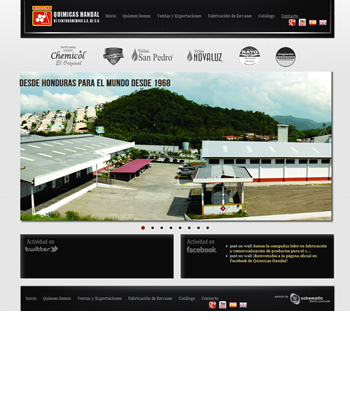 QUIMICAS HANDAL
DE CENTROAMERICA S.A. DE C.V.
Inicio Quienes Somos Ventas y Exportaciones Fabricación de Envases Catálogo Contacto
Chemicol
El Original
Velas
San Pedro
Velas
NOVALUZ
RAYO
DESDE HONDURAS PARA EL MUNDO DESDE 1968
Actividad en
twitter
Actividad en
facebook
post on wall Somos la compañía líder en fabricación
y comercialización de productos para el c...
post on wall ¡Bienvenidos a la página oficial en
Facebook de Químicas Handal!
Inicio Quienes Somos Ventas y Exportaciones Fabricación de Envases Catálogo Contacto
schumatic